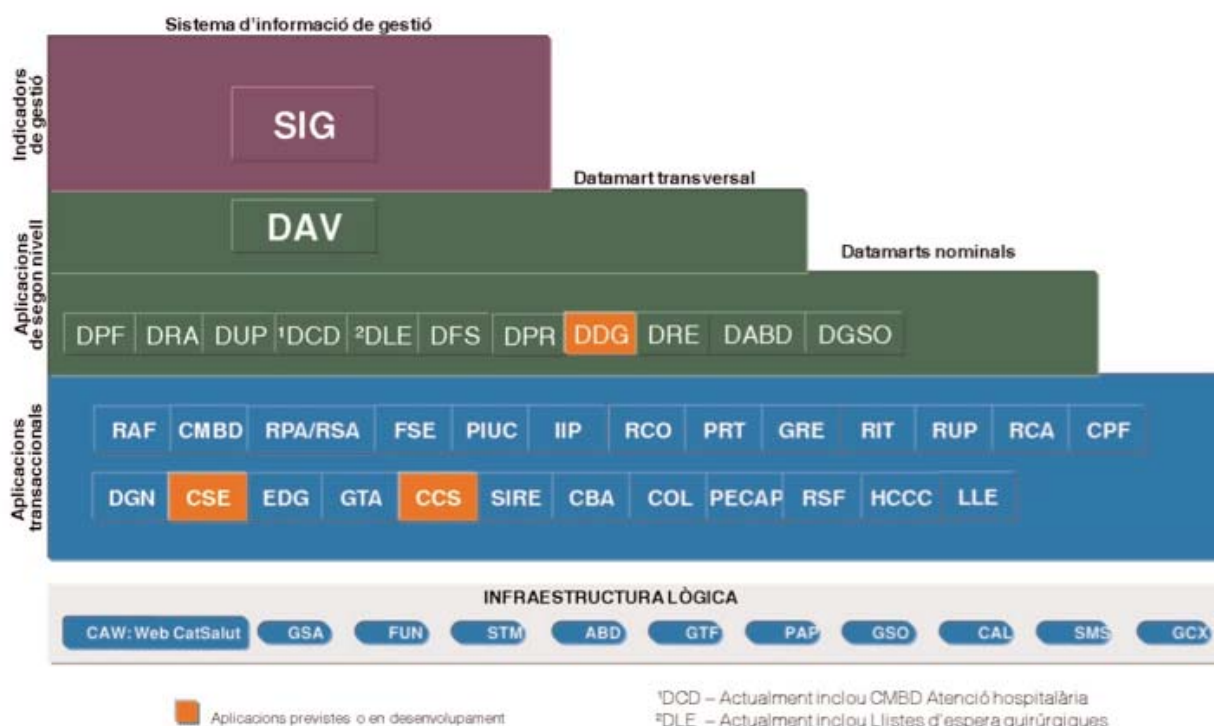 Sistema d'informació de gestió
Indicadors
de gestió
SIG
Datamart transversal
Aplicacions
de segon nivell
DAV
Datamarts nominals
DPF DRA DUP ¹DCD ²DLE DFS DPR DDG DRE DABD DGSO
Aplicacions
transaccionals
RAF CMBD RPA/RSA FSE PIUC IIP RCO PRT GRE RIT RUP RCA CPF
DGN CSE EDG GTA CCS SIRE CBA COL PECAP RSF HCCC LLE
INFRAESTRUCTURA LÒGICA
CAW: Web CatSalut GSA FUN STM ABD GTF PAP GSO CAL SMS GCX
Aplicacions previstes o en desenvolupament
¹DCD – Actualment inclou CMBD Atenció hospitalària
²DLE – Actualment inclou Llistes d'espera quirúrgiques